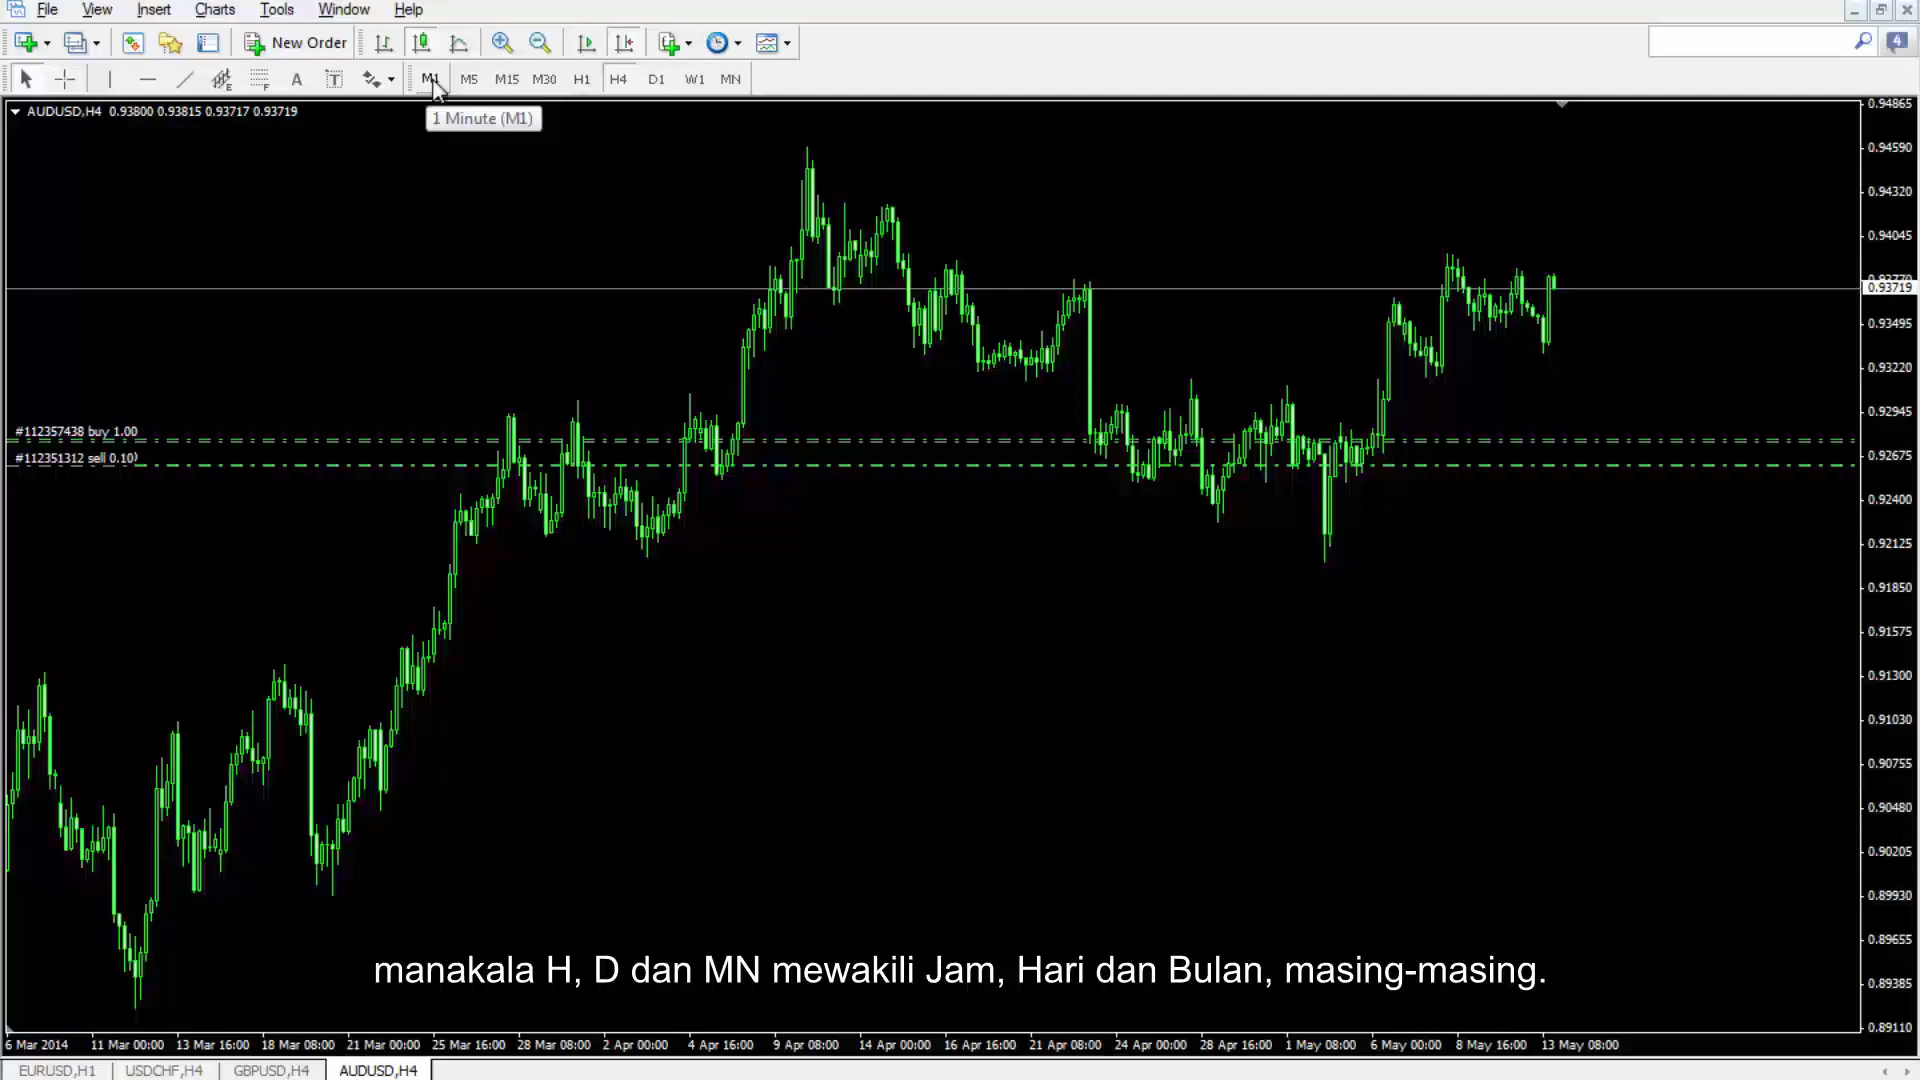 File View Insert Charts Tools Window Help
New Order
4
A T E F M1 M5 M15 M30 H1 H4 D1 W1 MN
1 Minute (M1)
AUDUSD,H4 0.93800 0.93815 0.93717 0.93719
0.94865
0.94590
0.94320
0.94045
0.93770
0.93719
0.93495
0.93220
0.92945
0.92675
0.92400
0.92125
0.91850
0.91575
0.91300
0.91030
0.90755
0.90480
0.90205
0.89930
0.89655
0.89385
0.89110
#112357438 buy 1.00
#112351312 sell 0.10
manakala H, D dan MN mewakili Jam, Hari dan Bulan, masing-masing.
6 Mar 2014 11 Mar 00:00 13 Mar 16:00 18 Mar 08:00 21 Mar 00:00 25 Mar 16:00 28 Mar 08:00 2 Apr 00:00 4 Apr 16:00 9 Apr 08:00 14 Apr 00:00 16 Apr 16:00 21 Apr 08:00 24 Apr 00:00 28 Apr 16:00 1 May 08:00 6 May 00:00 8 May 16:00 13 May 08:00
EURUSD,H1 USDCHF,H4 GBPUSD,H4 AUDUSD,H4